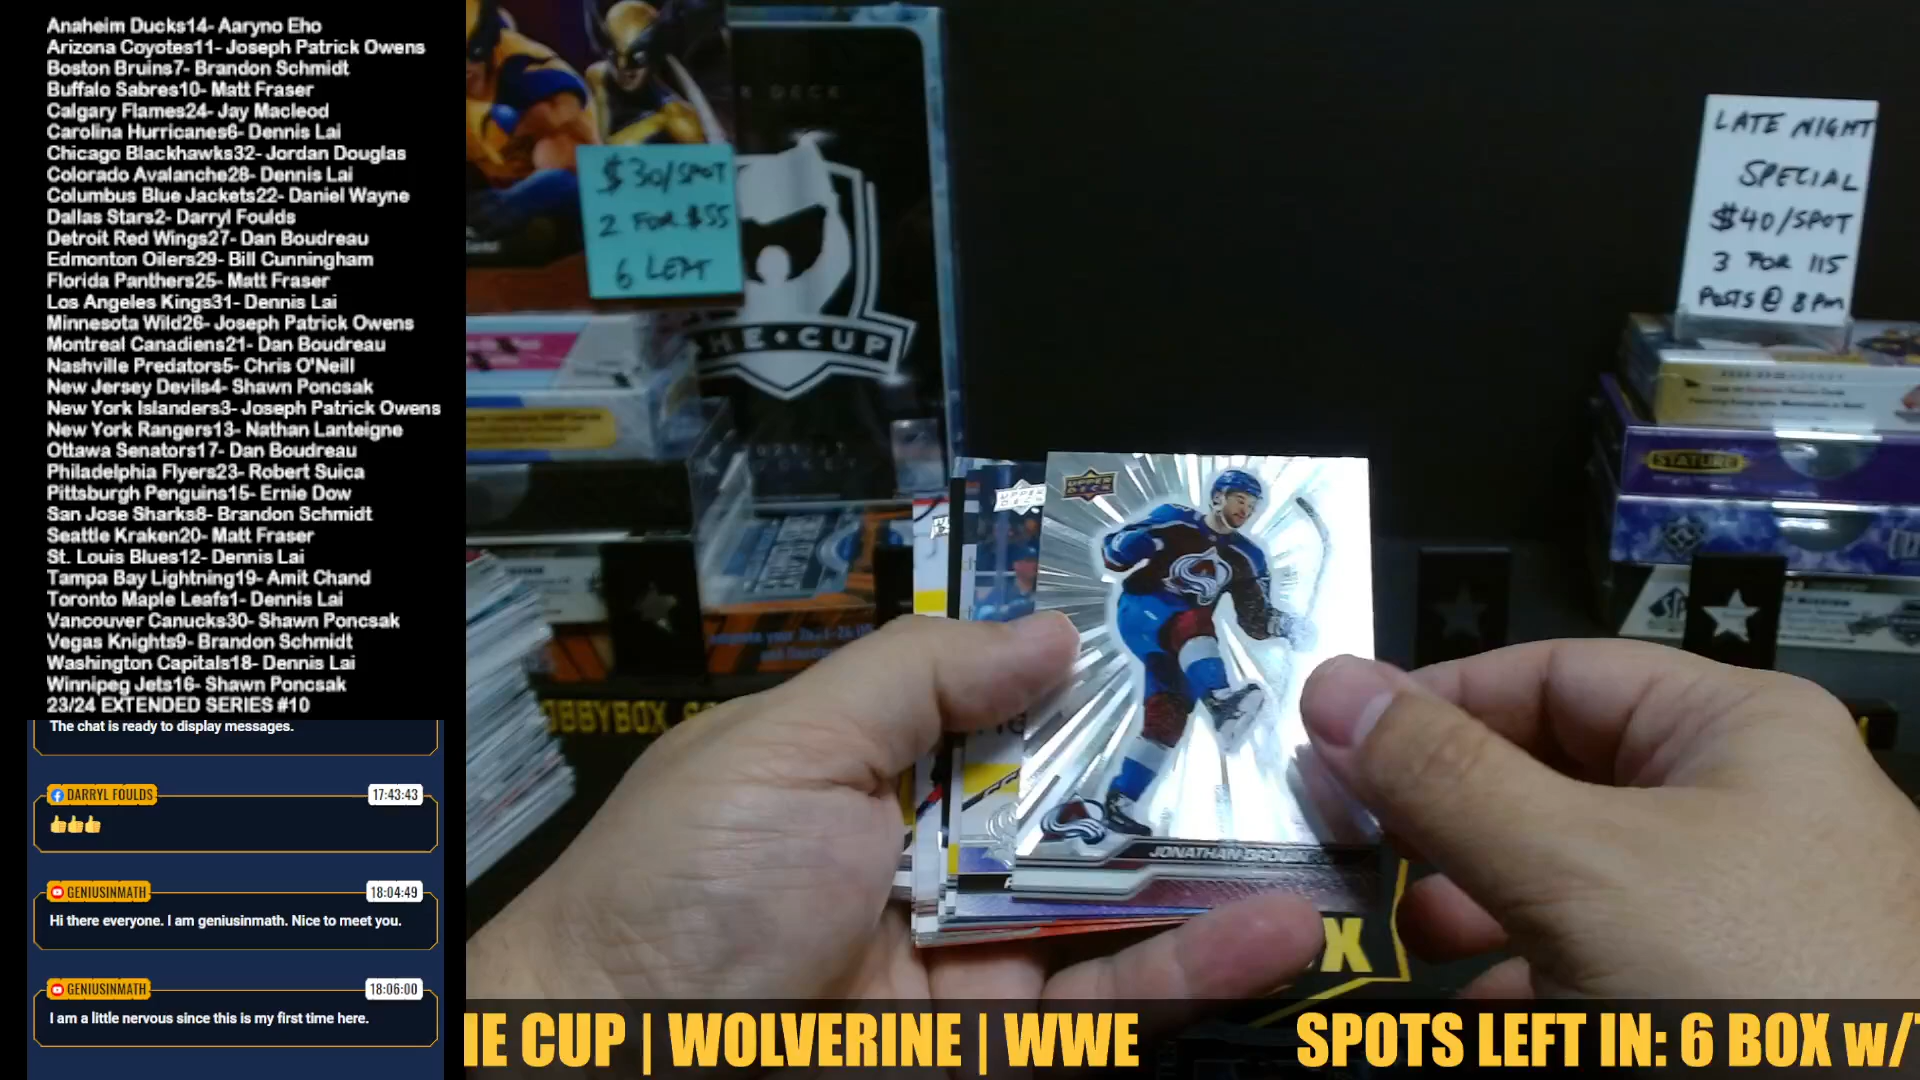 Anaheim Ducks14- Aaryno Eho
Arizona Coyotes11- Joseph Patrick Owens
Boston Bruins7- Brandon Schmidt
Buffalo Sabres10- Matt Fraser
Calgary Flames24- Jay Macleod
Carolina Hurricanes6- Dennis Lai
Chicago Blackhawks32- Jordan Douglas
Colorado Avalanche28- Dennis Lai
Columbus Blue Jackets22- Daniel Wayne
Dallas Stars2- Darryl Foulds
Detroit Red Wings27- Dan Boudreau
Edmonton Oilers29- Bill Cunningham
Florida Panthers25- Matt Fraser
Los Angeles Kings31- Dennis Lai
Minnesota Wild26- Joseph Patrick Owens
Montreal Canadiens21- Dan Boudreau
Nashville Predators5- Chris O'Neill
New Jersey Devils4- Shawn Poncsak
New York Islanders3- Joseph Patrick Owens
New York Rangers13- Nathan Lanteigne
Ottawa Senators17- Dan Boudreau
Philadelphia Flyers23- Robert Suica
Pittsburgh Penguins15- Ernie Dow
San Jose Sharks8- Brandon Schmidt
Seattle Kraken20- Matt Fraser
St. Louis Blues12- Dennis Lai
Tampa Bay Lightning19- Amit Chand
Toronto Maple Leafs1- Dennis Lai
Vancouver Canucks30- Shawn Poncsak
Vegas Knights9- Brandon Schmidt
Washington Capitals18- Dennis Lai
Winnipeg Jets16- Shawn Poncsak
23/24 EXTENDED SERIES #10
The chat is ready to display messages.
DARRYL FOULDS 17:43:43
👍👍👍
GENIUSINMATH 18:04:49
Hi there everyone. I am geniusinmath. Nice to meet you.
GENIUSINMATH 18:06:00
I am a little nervous since this is my first time here.
$30/SPOT
2 FOR $55
6 LEFT
DECK
HE CUP
LATE NIGHT
SPECIAL
$40/SPOT
3 FOR 115
POSTS @ 8PM
STATURE
UPPER DECK
UPPER DECK
JONATHAN DROUIN
CUP | WOLVERINE | WWE
SPOTS LEFT IN: 6 BOX w/